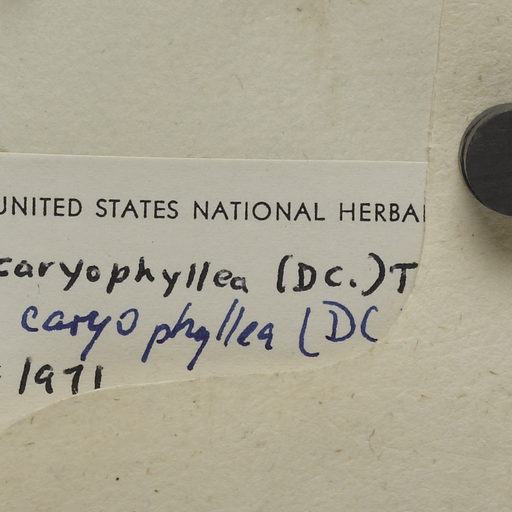 UNITED STATES NATIONAL HERBA
caryophyllea (DC.) T
caryophyllea (DC
1971